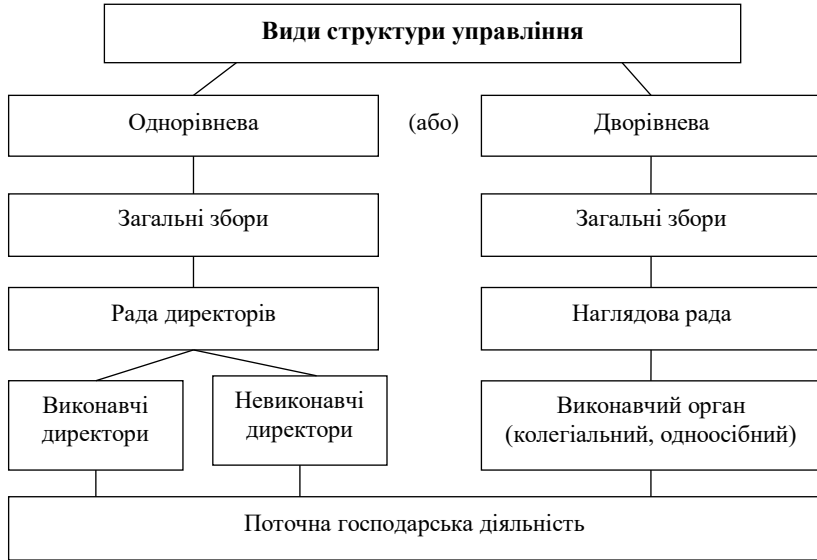 Види структури управління
Однорівнева
(або)
Дворівнева
Загальні збори
Загальні збори
Рада директорів
Наглядова рада
Виконавчі
директори
Невиконавчі
директори
Виконавчий орган
(колегіальний, одноосібний)
Поточна господарська діяльність